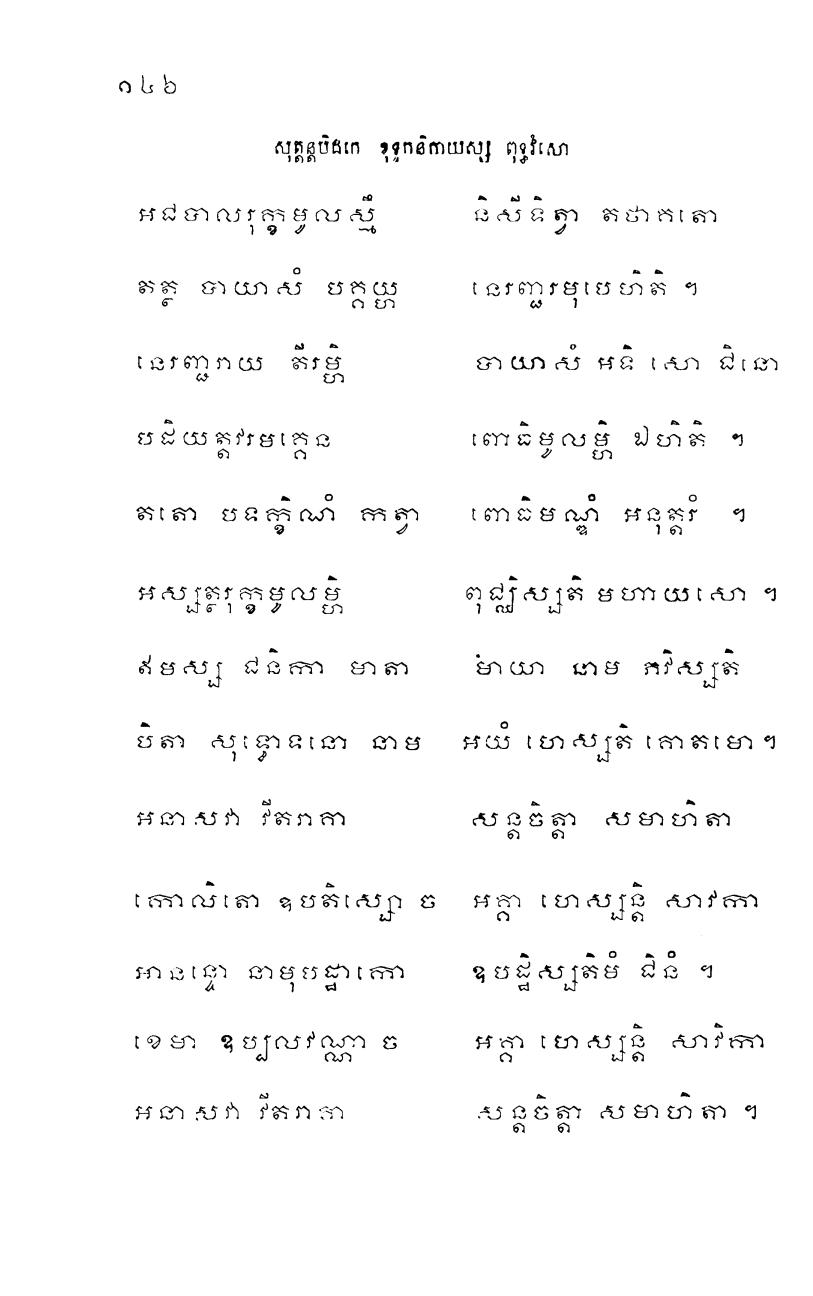 ១៤៦
សុត្តន្តបិដកេ ខុទ្ទកនិកាយស្ស ពុទ្ធវំសោ
អជបាលរុក្ខមូលស្មឹ និសីទិត្វា តថាគតោ
តត្ថ បាយាសំ បគ្គយ្ហ នេរញ្ជរមុបេហិតិ ។
នេរញ្ជរាយ តីរម្ហិ បាយាសំ អទិ សោ ជិនោ
បដិយត្តវរមគ្គេន ពោធិមូលម្ហិ ឯហិតិ ។
តតោ បទក្ខិណំ កត្វា ពោធិមណ្ឌំ អនុត្តរំ ។
អស្សត្ថរុក្ខមូលម្ហិ ពុជ្ឈិស្សតិ មហាយសោ ។
ឥមស្ស ជនិកា មាតា មាយា នាម ភវិស្សតិ
បិតា សុទ្ធោទនោ នាម អយំ ហេស្សតិ គោតមោ ។
អនាសវា វីតរាគា សន្តចិត្តា សមាហិតា
កោលិតោ ឧបតិស្សោ ច អគ្គា ហេស្សន្តិ សាវកា
អានន្ទោ នាមុបដ្ឋាកោ ឧបដ្ឋិស្សតិមំ ជិនំ ។
ខេមា ឧប្បលវណ្ណា ច អគ្គា ហេស្សន្តិ សាវិកា
អនាសវា វីតរាគា សន្តចិត្តា សមាហិតា ។